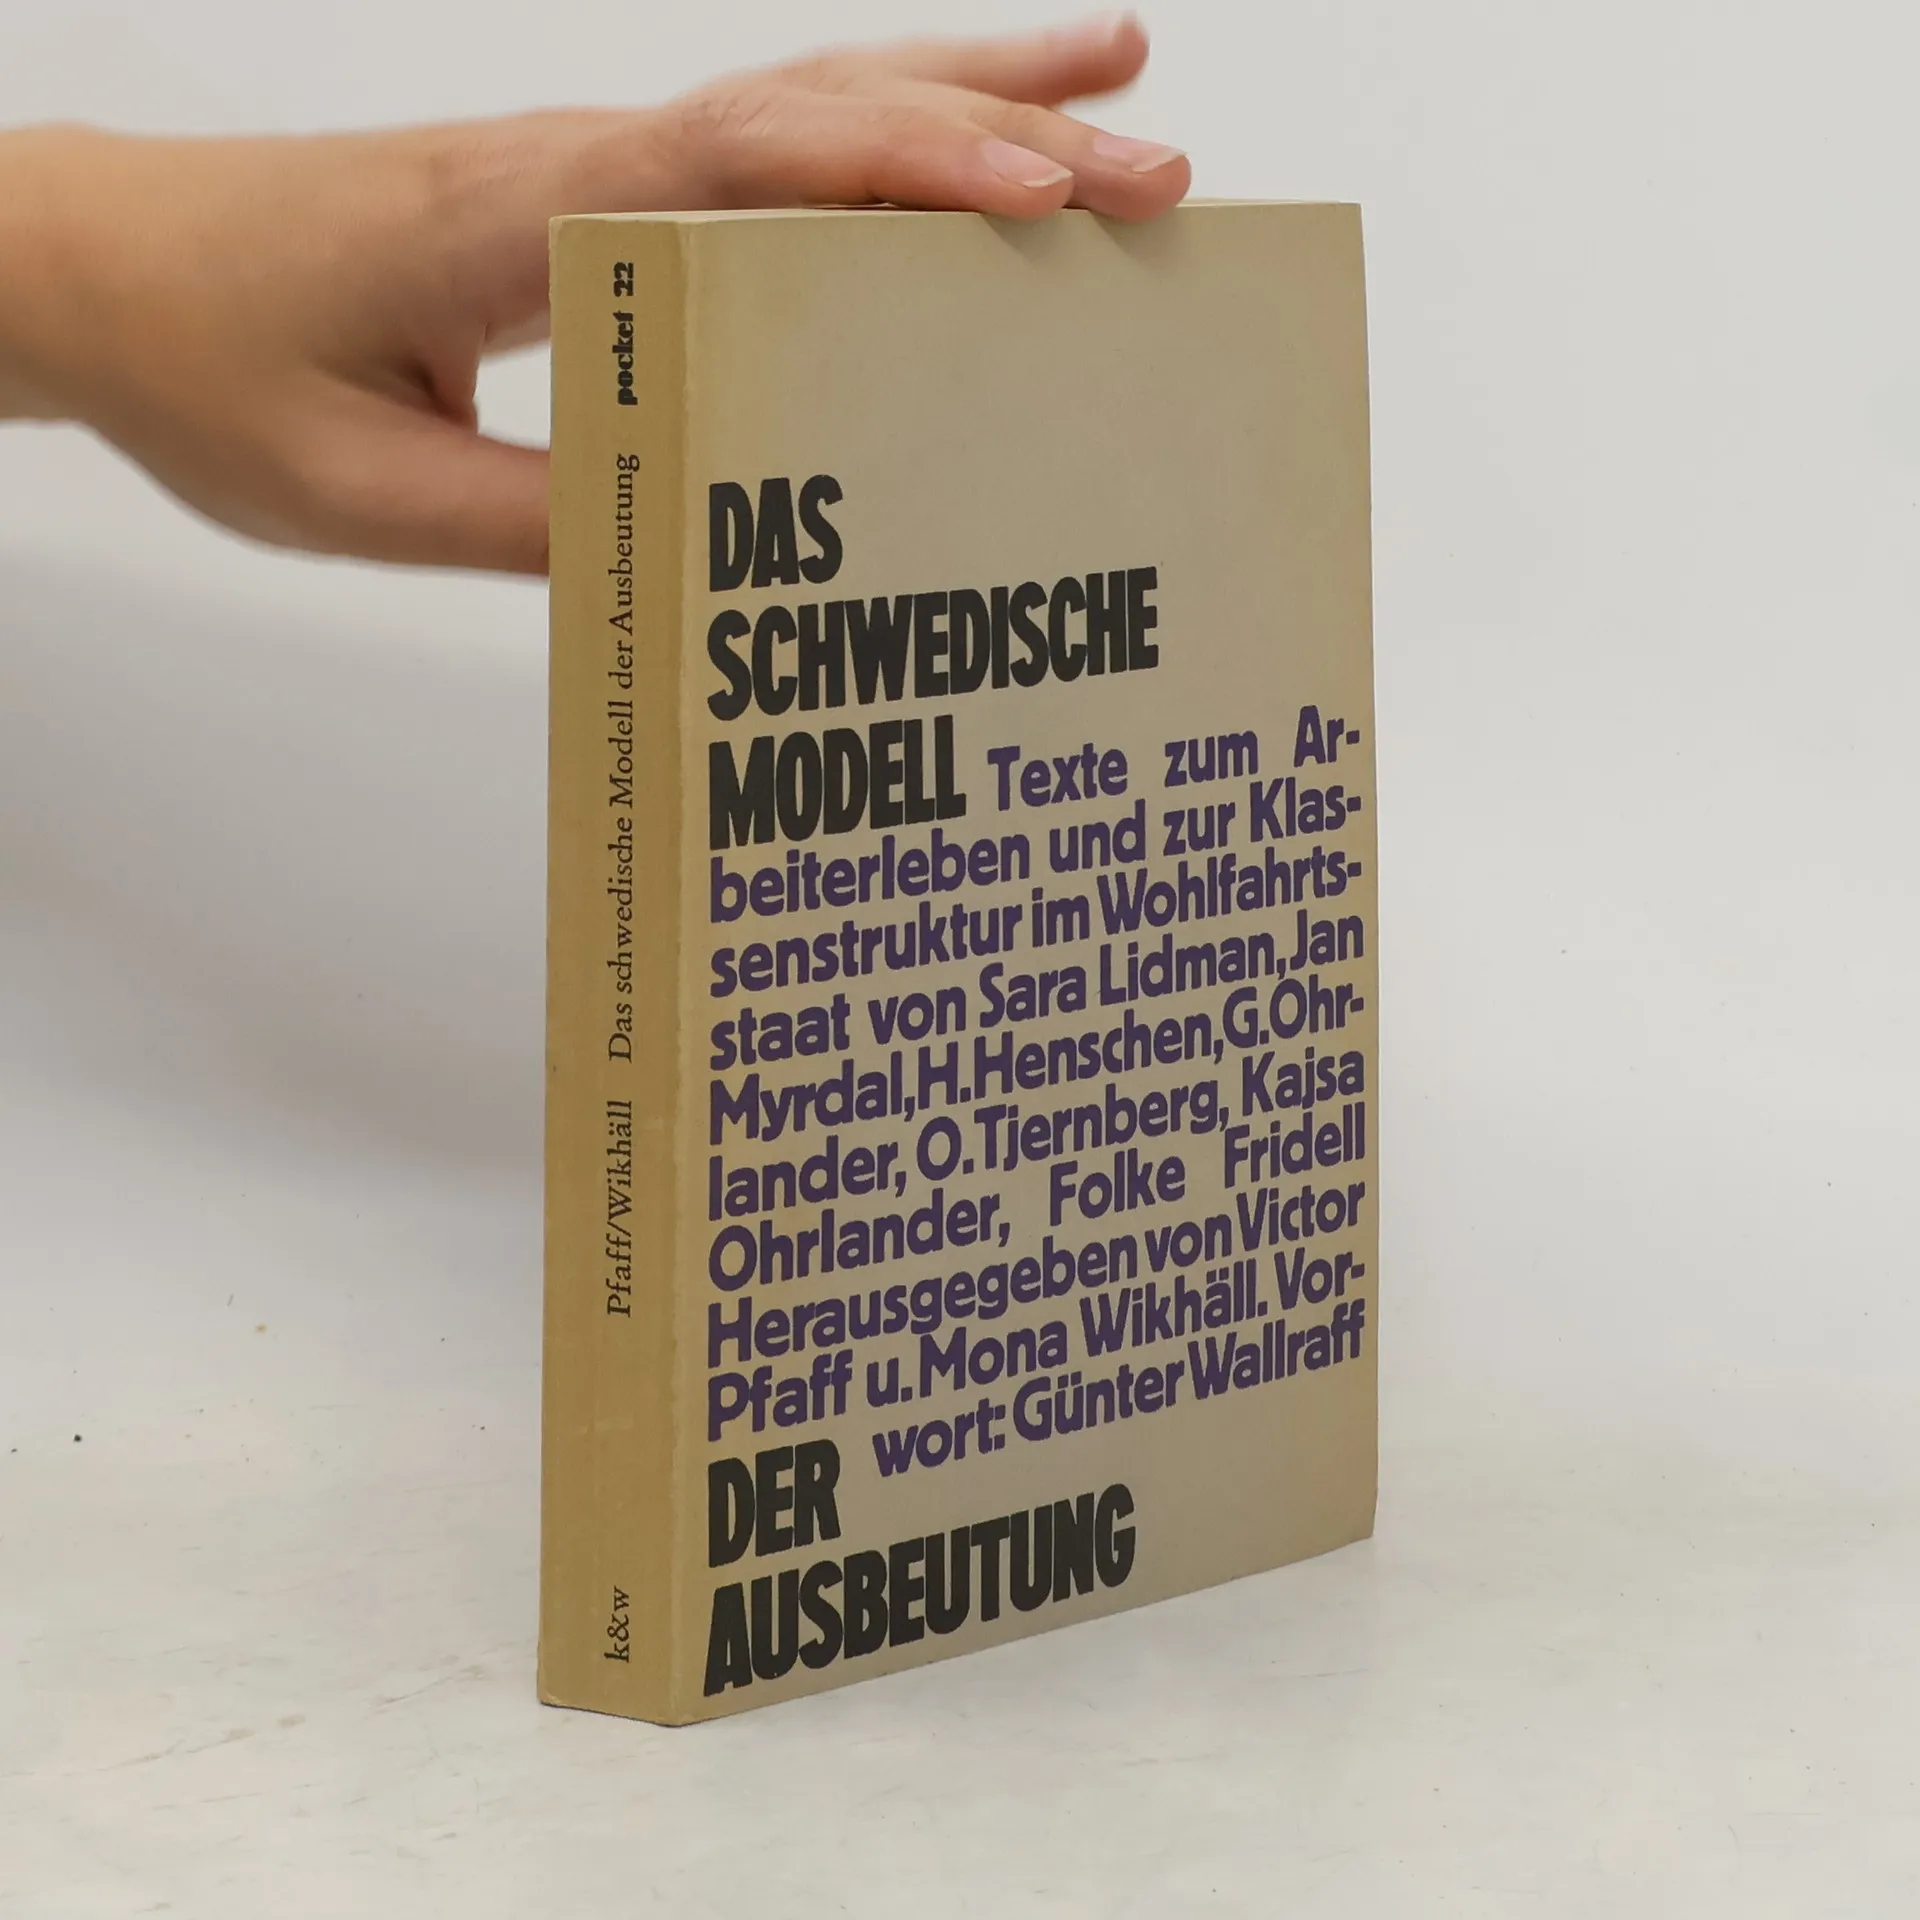 Pfaff/Wikhäll Das schwedische Modell der Ausbeutung pocket 22
k&w
DAS
SCHWEDISCHE
MODELL Texte zum Ar-
beiterleben und zur Klas-
senstruktur im Wohlfahrts-
staat von Sara Lidman, Jan
Myrdal, H. Henschen, G. Ohr-
lander, O. Tjernberg, Kajsa
Ohrlander, Folke Fridell
Herausgegeben von Victor
Pfaff u. Mona Wikhäll. Vor-
DER wort: Günter Wallraff
AUSBEUTUNG